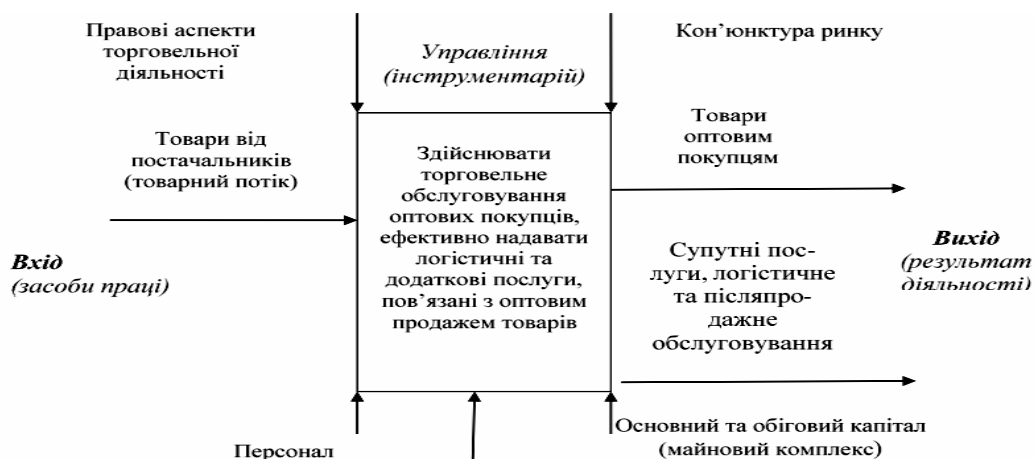 Правові аспекти
торговельної
діяльності
Управління
(інструментарій)
Кон’юнктура ринку
Товари від
постачальників
(товарний потік)
Здійснювати
торговельне
обслуговування
оптових покупців,
ефективно надавати
логістичні та
додаткові послуги,
пов’язані з оптовим
продажем товарів
Товари
оптовим
покупцям
Вхід
(засоби праці)
Супутні пос-
луги, логістичне
та післяпро-
дажне
обслуговування
Вихід
(результат
діяльності)
Персонал
Основний та обіговий капітал
(майновий комплекс)